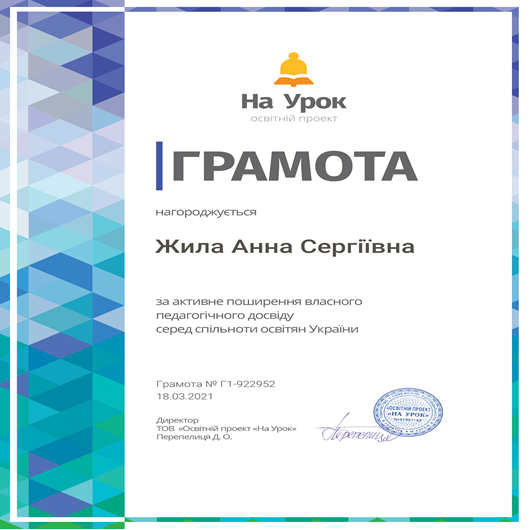 На Урок
освітній проект
ГРАМОТА
нагороджується
Жила Анна Сергіївна
за активне поширення власного
педагогічного досвіду
серед спільноти освітян України
Грамота № Г1-922952
18.03.2021
Директор
ТОВ «Освітній проект «На Урок»
Перепелиця Д. О.
Перепелиця
«ОСВІТНІЙ ПРОЕКТ
«НА УРОК»